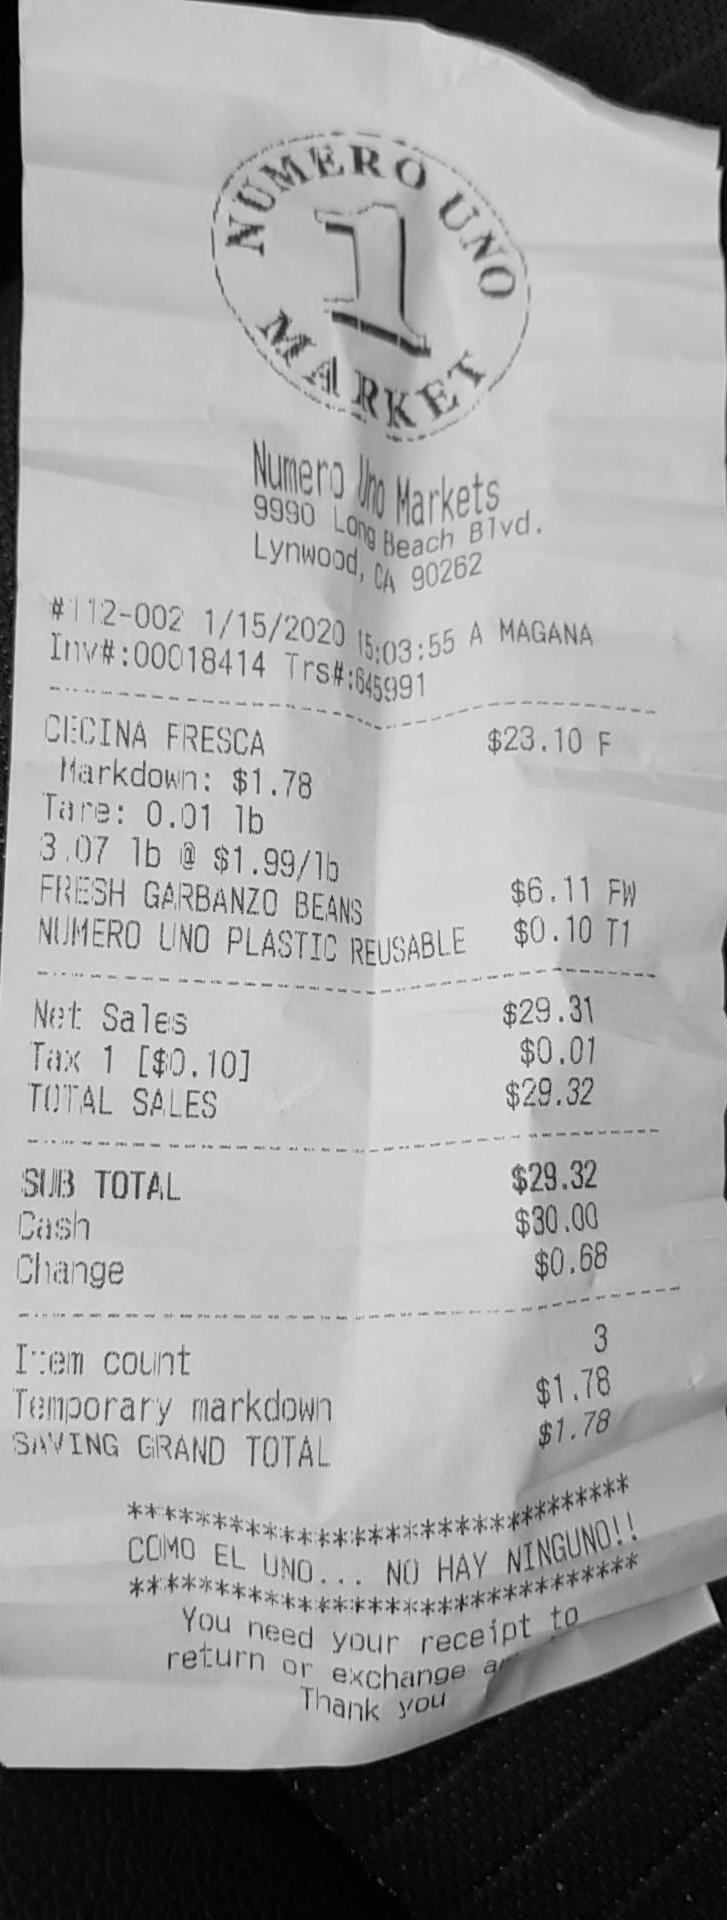 NUMERO UNO
1
MARKET
Numero Uno Markets
9990 Long Beach Blvd.
Lynwood, CA 90262
#112-002 1/15/2020 15:03:55 A MAGANA
Inv#:00018414 Trs#:645991
CECINA FRESCA $23.10 F
Markdown: $1.78
Tare: 0.01 lb
3.07 lb @ $1.99/lb
FRESH GARBANZO BEANS $6.11 FW
NUMERO UNO PLASTIC REUSABLE $0.10 T1
Net Sales $29.31
Tax 1 [$0.10] $0.01
TOTAL SALES $29.32
SUB TOTAL $29.32
Cash $30.00
Change $0.68
Item count 3
Temporary markdown $1.78
SAVING GRAND TOTAL $1.78
*******************************
COMO EL UNO... NO HAY NINGUNO!!
*******************************
You need your receipt to
return or exchange
Thank you